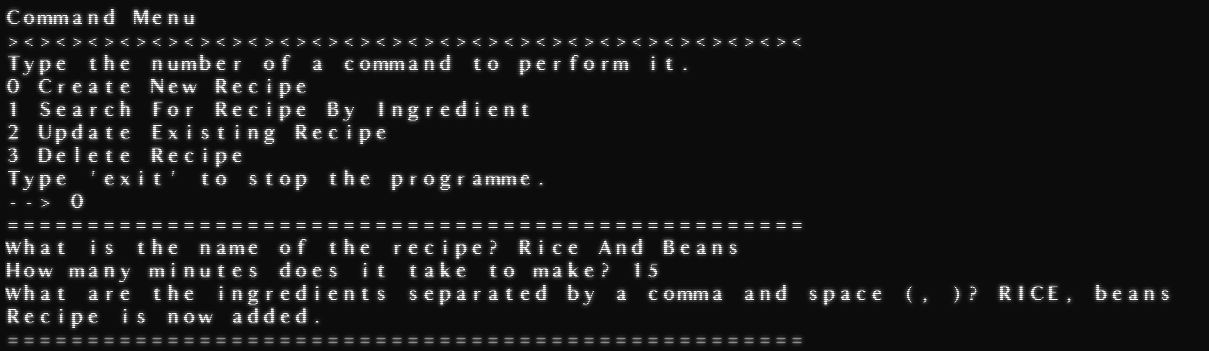 Command Menu
><><><><><><><><><><><><><><><><><><><><><><><><><
Type the number of a command to perform it.
0 Create New Recipe
1 Search For Recipe By Ingredient
2 Update Existing Recipe
3 Delete Recipe
Type 'exit' to stop the programme.
--> 0
==================================================
What is the name of the recipe? Rice And Beans
How many minutes does it take to make? 15
What are the ingredients separated by a comma and space (, )? RICE, beans
Recipe is now added.
==================================================